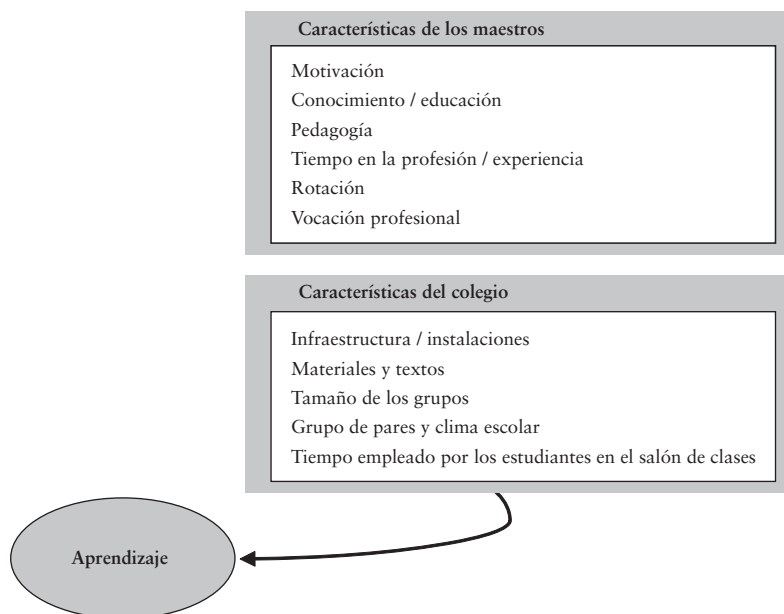 Características de los maestros
Motivación
Conocimiento / educación
Pedagogía
Tiempo en la profesión / experiencia
Rotación
Vocación profesional
Características del colegio
Infraestructura / instalaciones
Materiales y textos
Tamaño de los grupos
Grupo de pares y clima escolar
Tiempo empleado por los estudiantes en el salón de clases
Aprendizaje